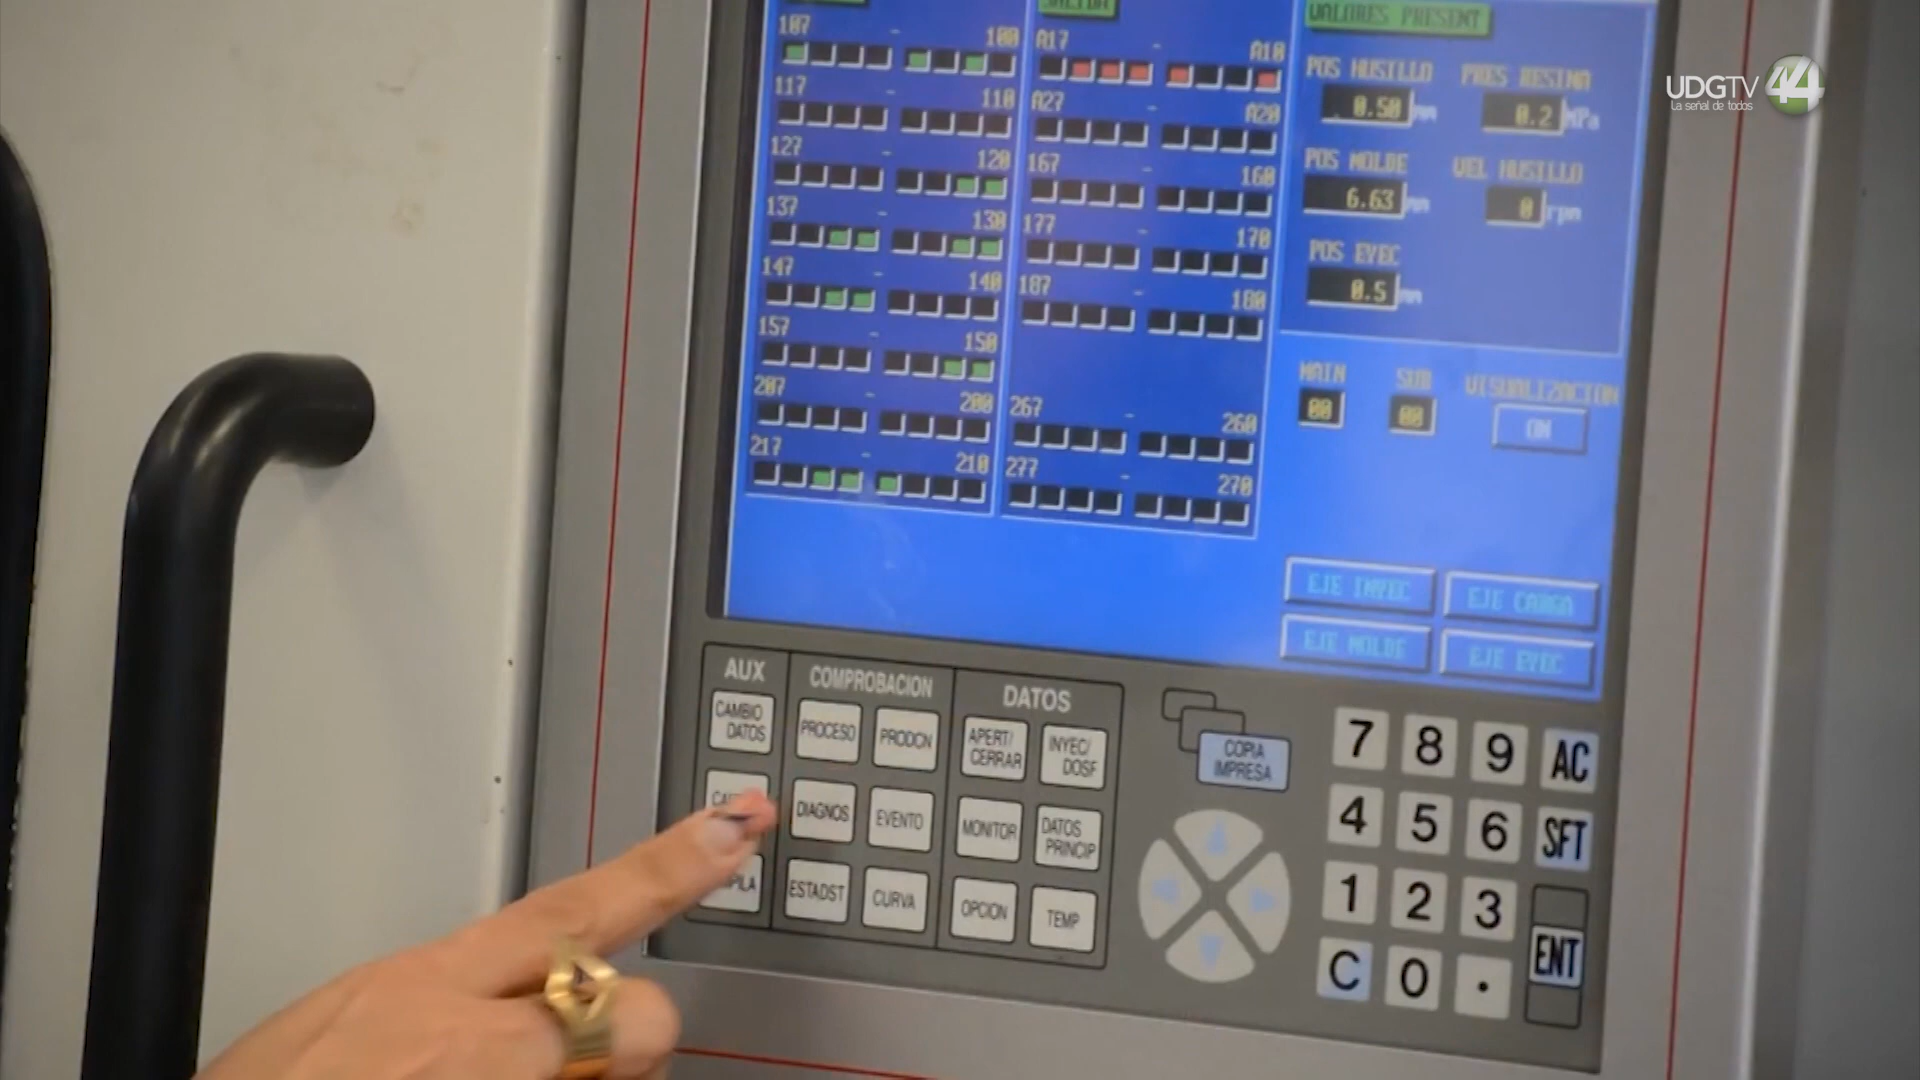 SALIDA
VALORES PRESENT
107 - 100
A17 - A10
POS HUSILLO
PRES RESINA
0.50 mm
0.2 MPa
117 110
A27 A20
127 - 120
167 - 160
POS MOLDE
VEL HUSILLO
6.63 mm
0 rpm
137 - 130
177 - 170
POS EYEC
0.5 mm
147 - 140
187 - 180
157 - 150
MAIN
SUB
VISUALIZACION
00
00
ON
207 - 200
267 - 260
217 - 210
277 - 270
EJE INYEC
EJE CARGA
EJE MOLDE
EJE EYEC
AUX
COMPROBACION
DATOS
CAMBIO
DATOS
PROCESO
PRODCN
APERT/
CERRAR
INYEC/
DOSF
COPIA
IMPRESA
7 8 9 AC
DIAGNOS
EVENTO
MONITOR
DATOS
PRINCIP
4 5 6 SFT
ESTADST
CURVA
OPCION
TEMP
1 2 3
ENT
C 0 .
UDGTV 44
La señal de todos